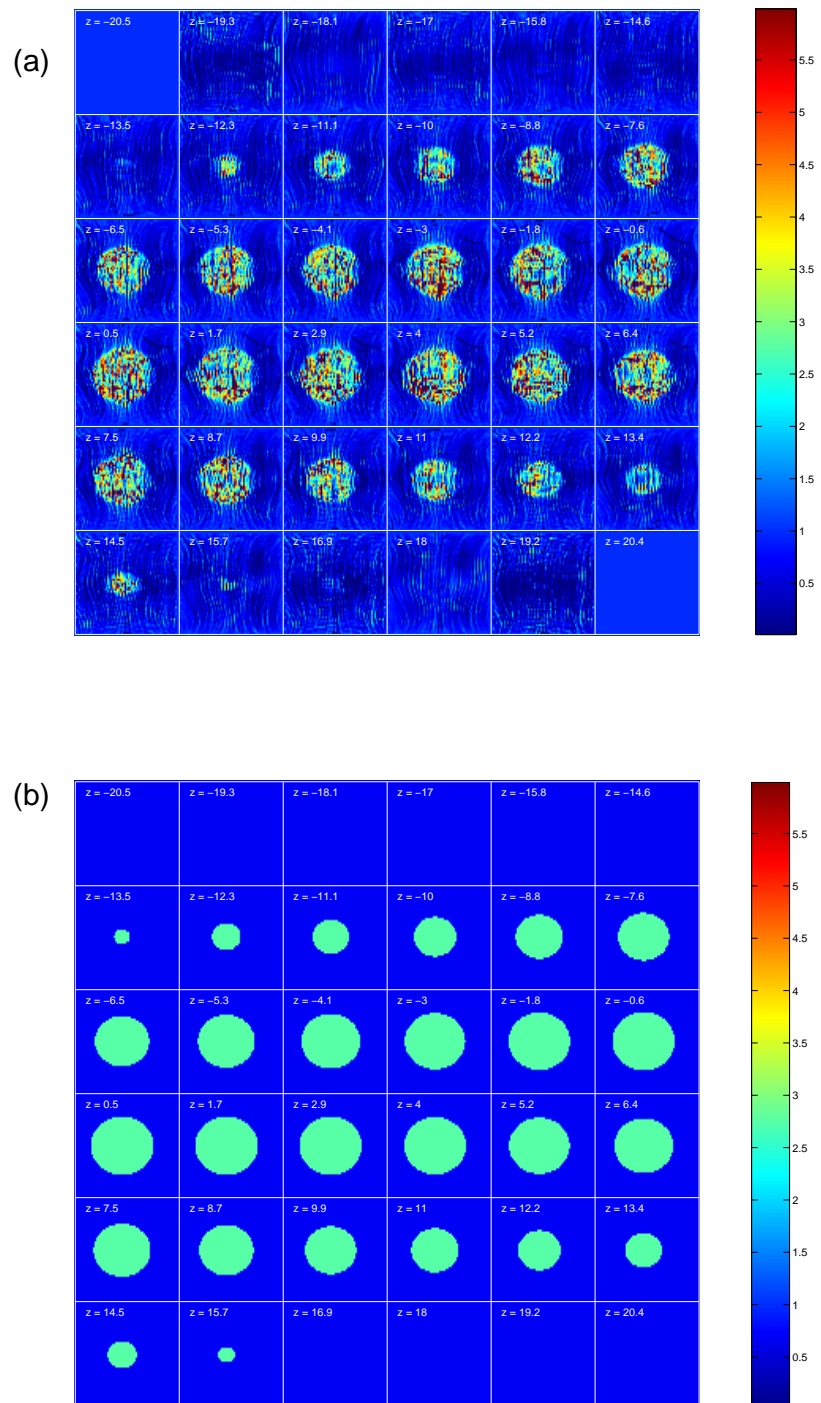 (a)
z = −20.5 z = −19.3 z = −18.1 z = −17 z = −15.8 z = −14.6
z = −13.5 z = −12.3 z = −11.1 z = −10 z = −8.8 z = −7.6
z = −6.5 z = −5.3 z = −4.1 z = −3 z = −1.8 z = −0.6
z = 0.5 z = 1.7 z = 2.9 z = 4 z = 5.2 z = 6.4
z = 7.5 z = 8.7 z = 9.9 z = 11 z = 12.2 z = 13.4
z = 14.5 z = 15.7 z = 16.9 z = 18 z = 19.2 z = 20.4
5.5
5
4.5
4
3.5
3
2.5
2
1.5
1
0.5
(b)
z = −20.5 z = −19.3 z = −18.1 z = −17 z = −15.8 z = −14.6
z = −13.5 z = −12.3 z = −11.1 z = −10 z = −8.8 z = −7.6
z = −6.5 z = −5.3 z = −4.1 z = −3 z = −1.8 z = −0.6
z = 0.5 z = 1.7 z = 2.9 z = 4 z = 5.2 z = 6.4
z = 7.5 z = 8.7 z = 9.9 z = 11 z = 12.2 z = 13.4
z = 14.5 z = 15.7 z = 16.9 z = 18 z = 19.2 z = 20.4
5.5
5
4.5
4
3.5
3
2.5
2
1.5
1
0.5